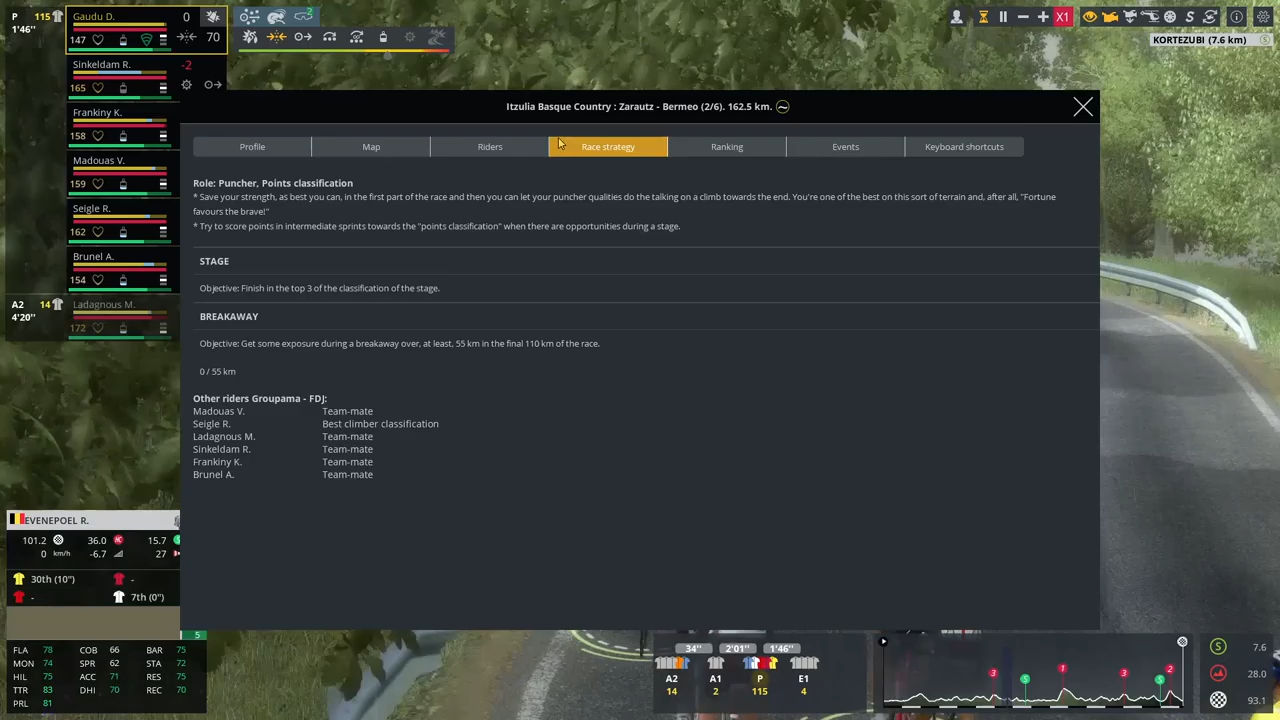 P 115
1'46''
Gaudu D.
0
147
70
Sinkeldam R.
-2
165
Frankiny K.
158
Madouas V.
159
Seigle R.
162
Brunel A.
154
A2 14
4'20''
Ladagnous M.
172
2
X1
KORTEZUBI (7.6 km)
S
Itzulia Basque Country : Zarautz - Bermeo (2/6). 162.5 km.
Profile
Map
Riders
Race strategy
Ranking
Events
Keyboard shortcuts
Role: Puncher, Points classification
* Save your strength, as best you can, in the first part of the race and then you can let your puncher qualities do the talking on a climb towards the end. You're one of the best on this sort of terrain and, after all, "Fortune
favours the brave!"
* Try to score points in intermediate sprints towards the "points classification" when there are opportunities during a stage.
STAGE
Objective: Finish in the top 3 of the classification of the stage.
BREAKAWAY
Objective: Get some exposure during a breakaway over, at least, 55 km in the final 110 km of the race.
0 / 55 km
Other riders Groupama - FDJ:
Madouas V. Team-mate
Seigle R. Best climber classification
Ladagnous M. Team-mate
Sinkeldam R. Team-mate
Frankiny K. Team-mate
Brunel A. Team-mate
EVENEPOEL R.
101.2 36.0 HC 15.7 S
0 km/h -6.7 27
30th (10'') -
- 7th (0'')
5
FLA 78 COB 66 BAR 75
MON 74 SPR 62 STA 72
HIL 75 ACC 71 RES 75
TTR 83 DHI 70 REC 70
PRL 81
34'' 2'01'' 1'46''
A2 A1 P E1
14 2 115 4
3 S 1 3 S 2
S 7.6
28.0
93.1